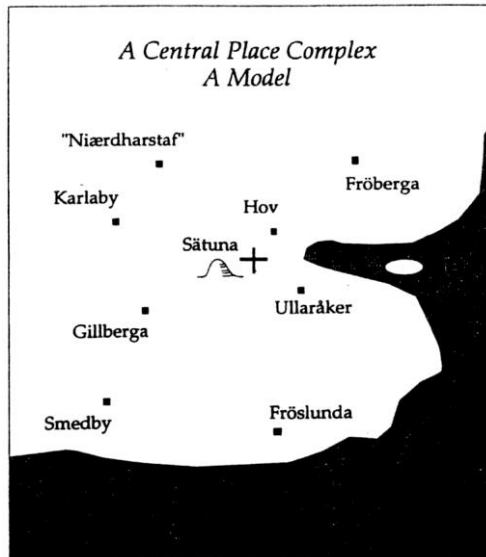 A Central Place Complex
A Model
"Niærdharstaf"
Fröberga
Karlaby
Hov
Sätuna
Ullaråker
Gillberga
Smedby
Fröslunda